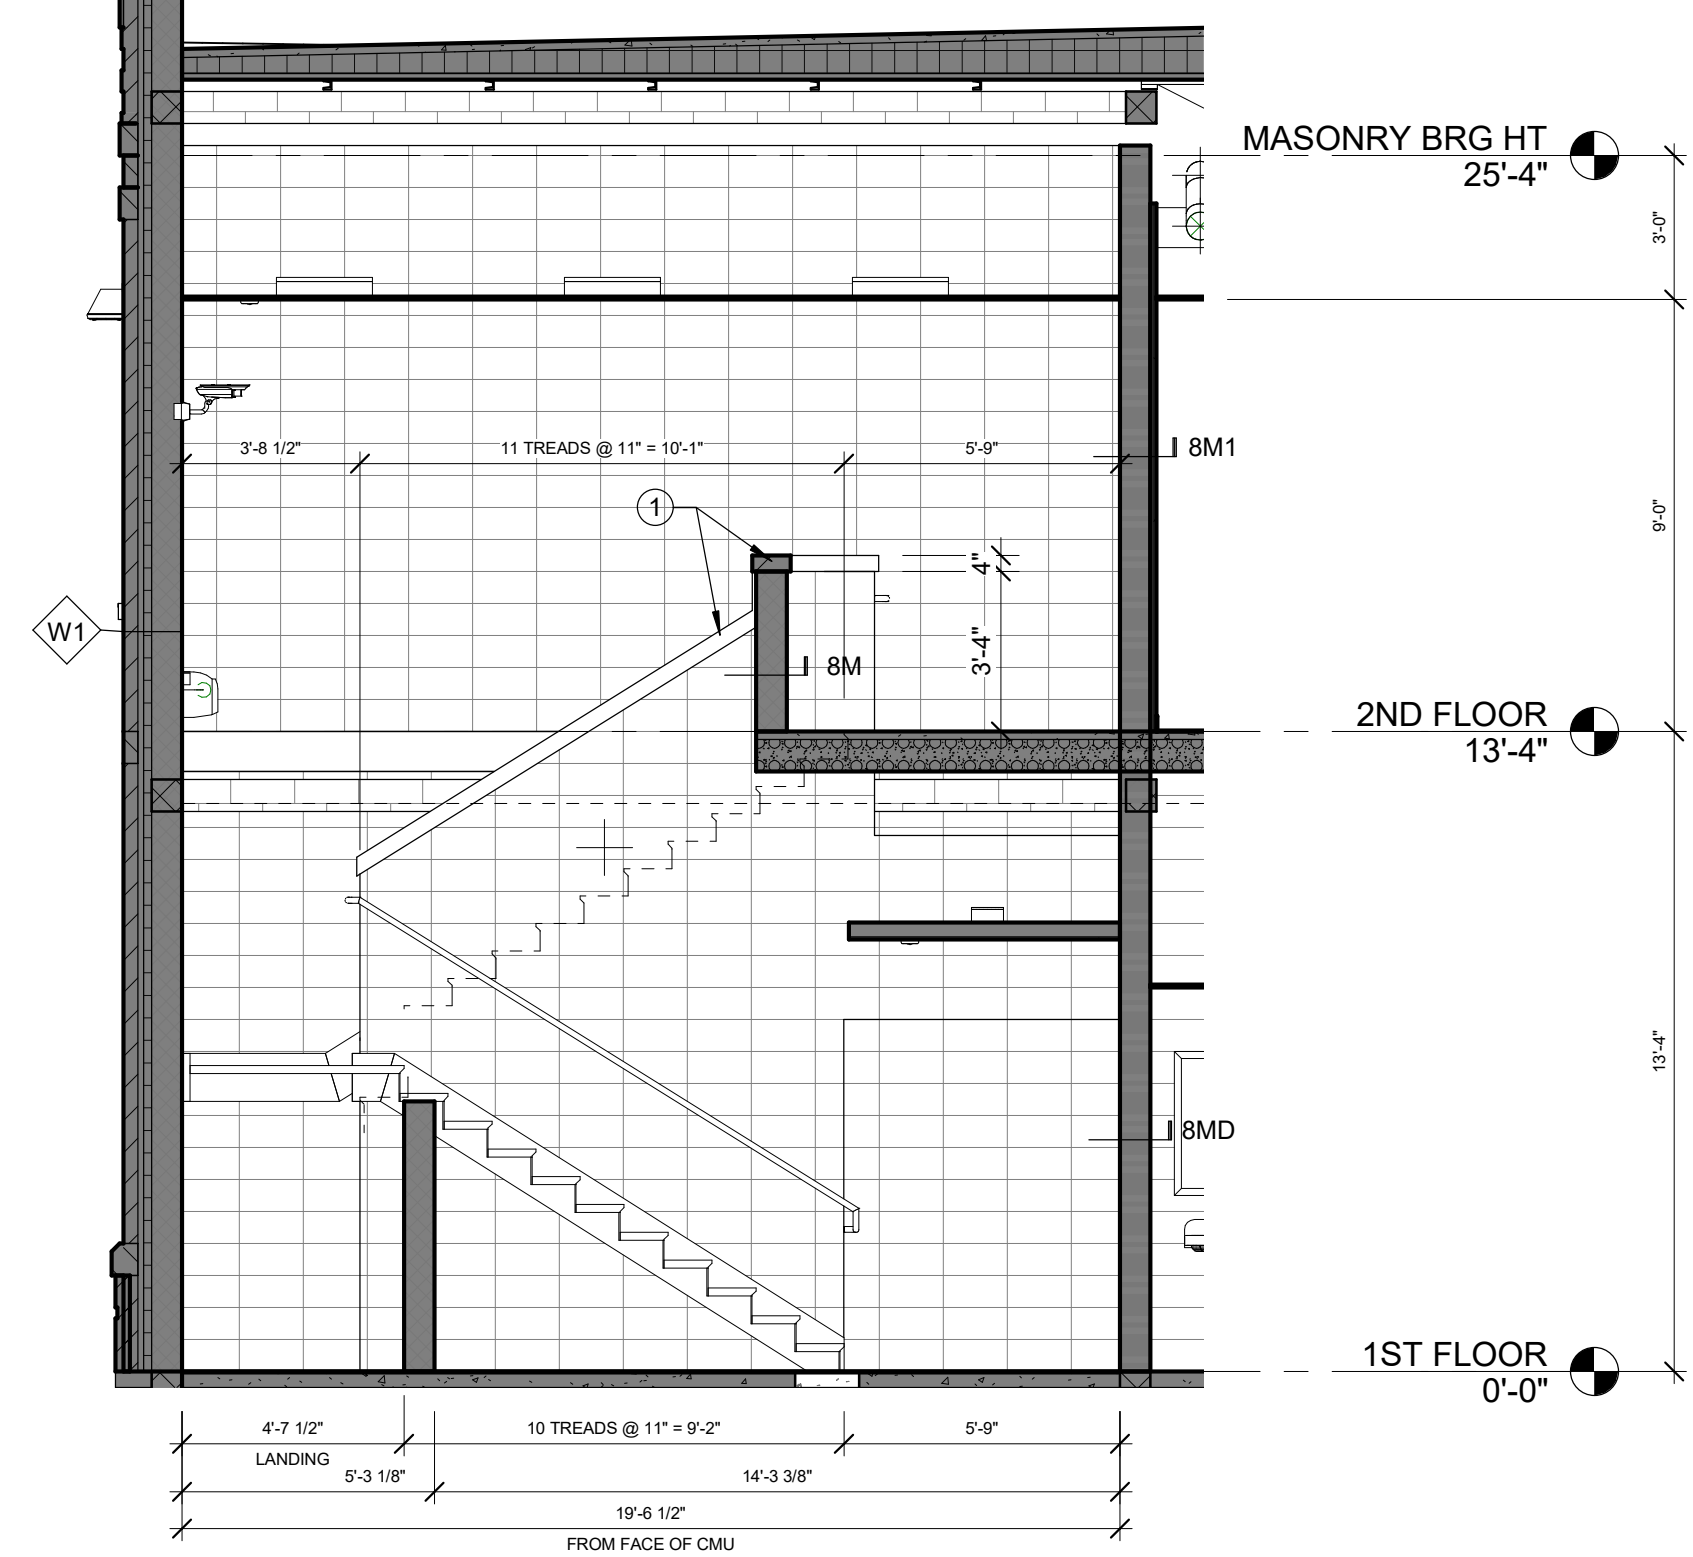 MASONRY BRG HT
25'-4"
3'-0"
3'-8 1/2"
11 TREADS @ 11" = 10'-1"
5'-9"
8M1
1
9'-0"
4"
W1
3'-4"
8M
2ND FLOOR
13'-4"
13'-4"
8MD
1ST FLOOR
0'-0"
4'-7 1/2"
10 TREADS @ 11" = 9'-2"
5'-9"
LANDING
5'-3 1/8"
14'-3 3/8"
19'-6 1/2"
FROM FACE OF CMU